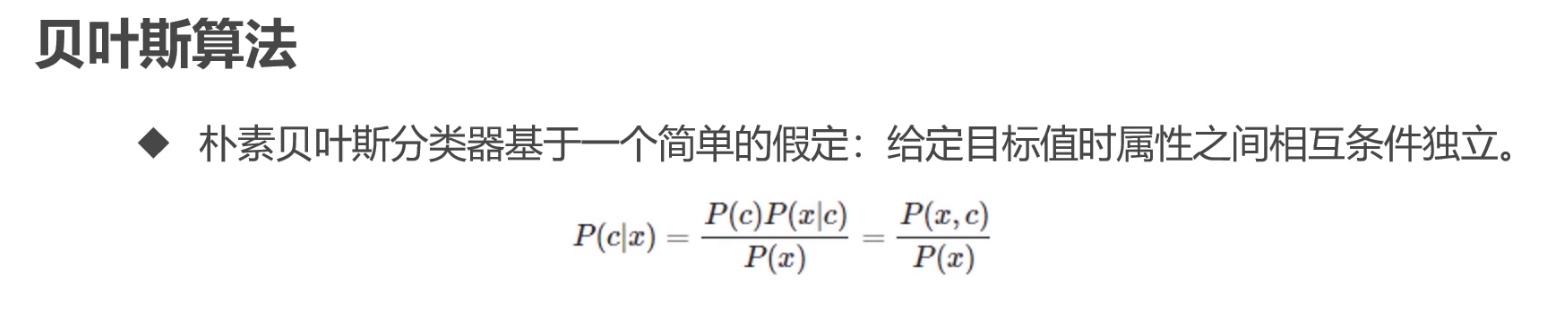 贝叶斯算法
◆ 朴素贝叶斯分类器基于一个简单的假定：给定目标值时属性之间相互条件独立。
P(c|x) = P(c)P(x|c) / P(x) = P(x, c) / P(x)